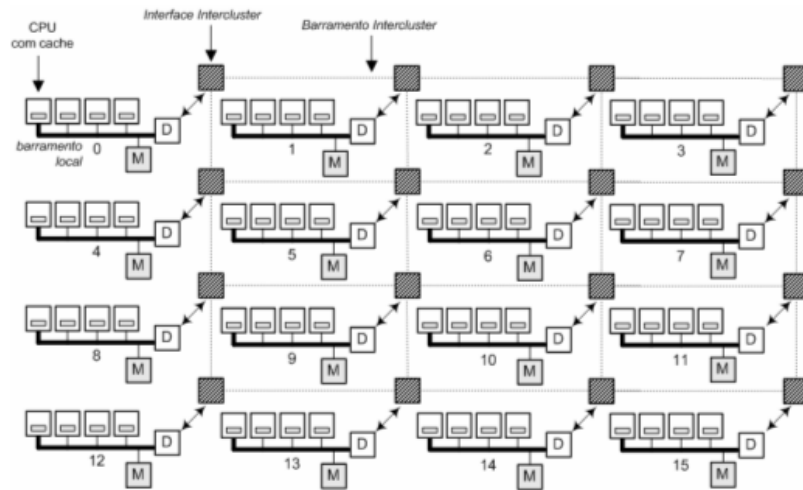 CPU
com cache
Interface Intercluster
Barramento Intercluster
D D D D
barramento
local
0 1 2 3
M M M M
D D D D
4 5 6 7
M M M M
D D D D
8 9 10 11
M M M M
D D D D
12 13 14 15
M M M M